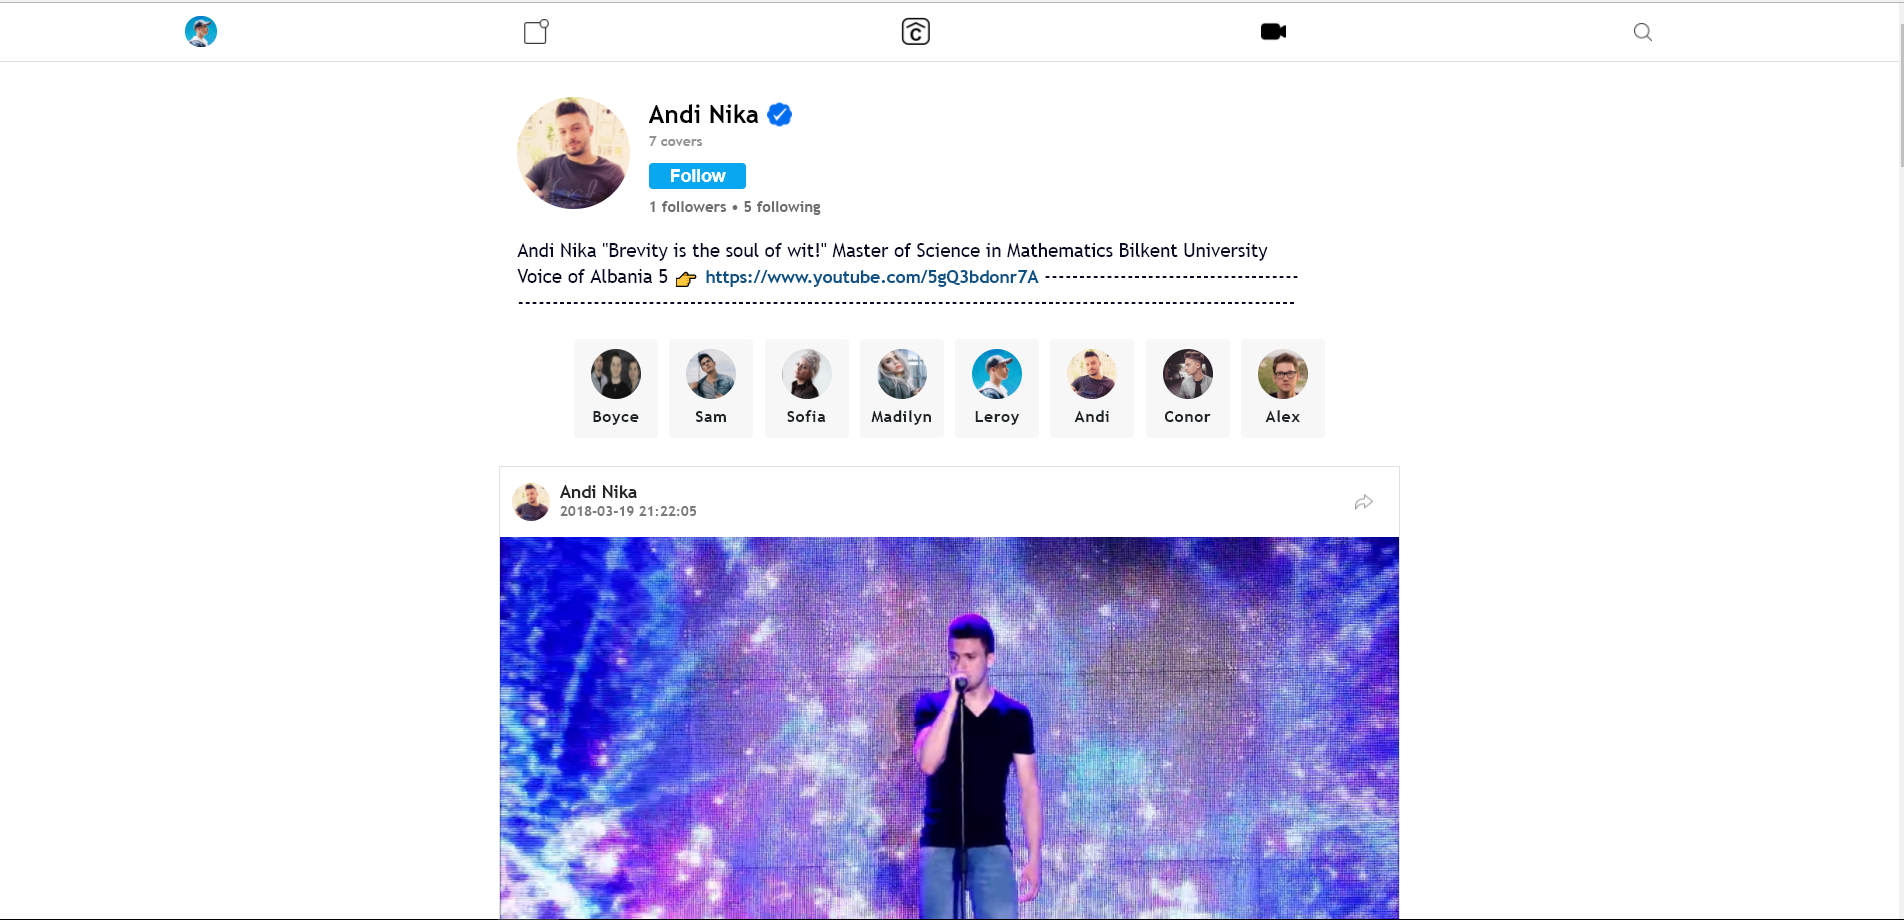 C
Andi Nika
7 covers
Follow
1 followers • 5 following
Andi Nika "Brevity is the soul of wit!" Master of Science in Mathematics Bilkent University
Voice of Albania 5 👉 https://www.youtube.com/5gQ3bdonr7A -------------------------------------
-----------------------------------------------------------------------------------------------------------------
Boyce Sam Sofia Madilyn Leroy Andi Conor Alex
Andi Nika
2018-03-19 21:22:05